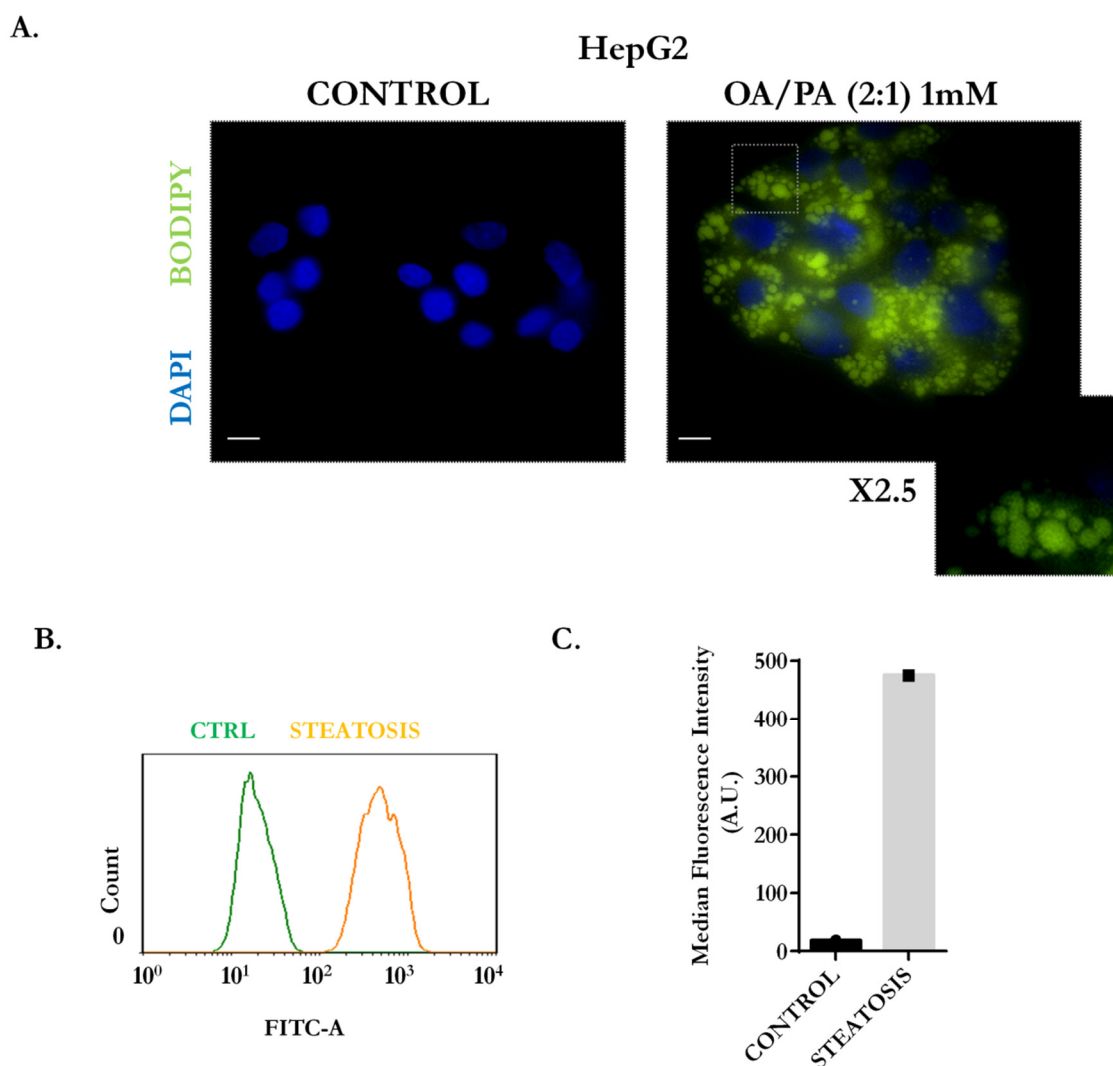 A.
HepG2
CONTROL
OA/PA (2:1) 1mM
BODIPY
DAPI
X2.5
B.
CTRL
STEATOSIS
Count
0
10⁰
10¹
10²
10³
10⁴
FITC-A
C.
Median Fluorescence Intensity
(A.U.)
500
400
300
200
100
0
CONTROL
STEATOSIS